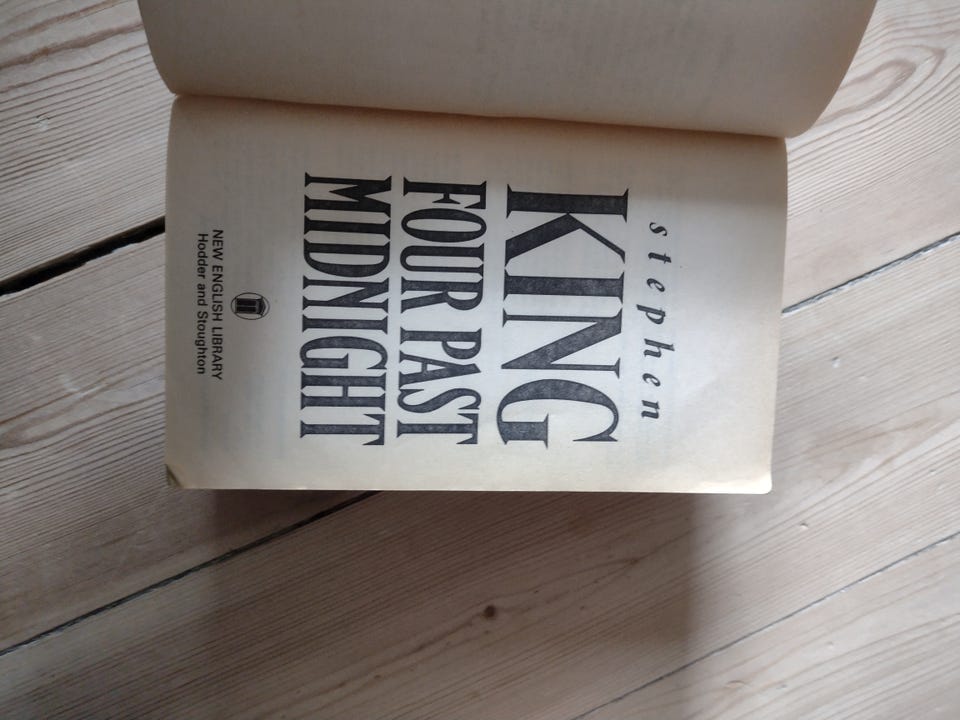 stephen
KING
FOUR PAST
MIDNIGHT
NEW ENGLISH LIBRARY
Hodder and Stoughton